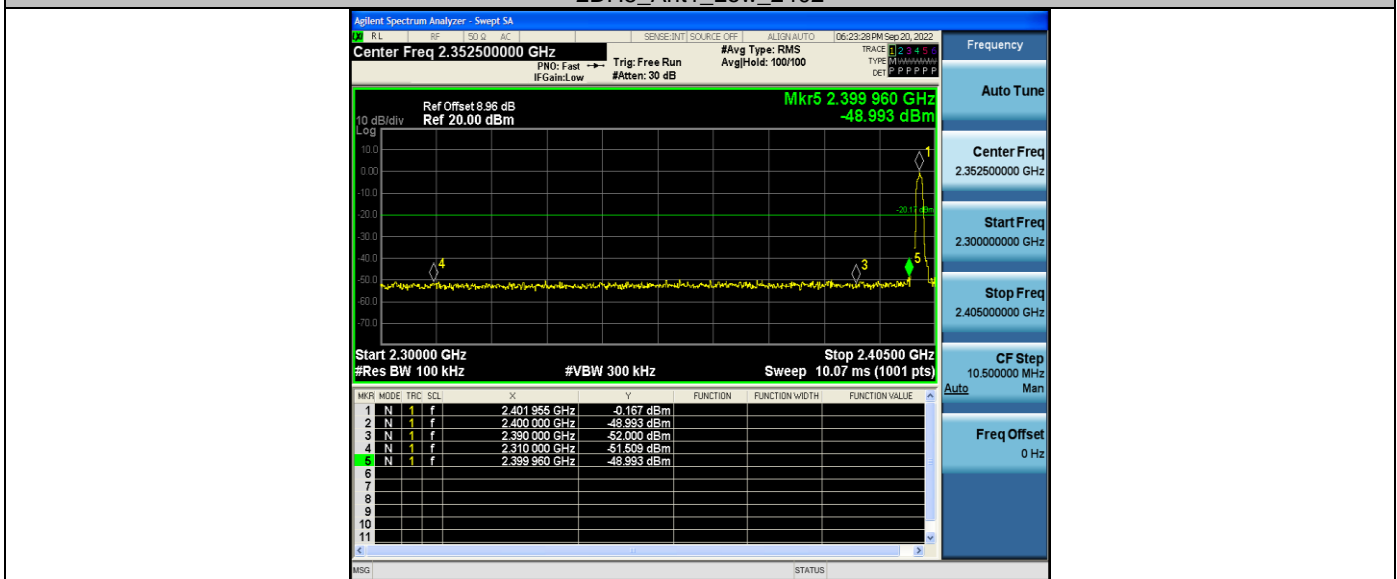 2DH5_Ant1_Low_2402
Agilent Spectrum Analyzer - Swept SA
RL RF 50 Ω AC SENSE:INT SOURCE OFF ALIGN AUTO 06:23:28 PM Sep 20, 2022
Center Freq 2.352500000 GHz
#Avg Type: RMS
TRACE 1 2 3 4 5 6
PNO: Fast
Trig: Free Run
Avg|Hold: 100/100
TYPE M
IFGain:Low
#Atten: 30 dB
DET P P P P P P
Mkr5 2.399 960 GHz
Ref Offset 8.96 dB
-48.993 dBm
10 dB/div Ref 20.00 dBm
Log
10.0
0.00
-10.0
-20.0
-30.0
-40.0
-50.0
-60.0
-70.0
1
-20.17 dBm
4
3
5
Start 2.30000 GHz
Stop 2.40500 GHz
#Res BW 100 kHz
#VBW 300 kHz
Sweep 10.07 ms (1001 pts)
MKR MODE TRC SCL X Y FUNCTION FUNCTION WIDTH FUNCTION VALUE
1 N 1 f 2.401 955 GHz -0.167 dBm
2 N 1 f 2.400 000 GHz -48.993 dBm
3 N 1 f 2.390 000 GHz -52.000 dBm
4 N 1 f 2.310 000 GHz -51.509 dBm
5 N 1 f 2.399 960 GHz -48.993 dBm
6
7
8
9
10
11
MSG
STATUS
Frequency
Auto Tune
Center Freq
2.352500000 GHz
Start Freq
2.300000000 GHz
Stop Freq
2.405000000 GHz
CF Step
10.500000 MHz
Auto Man
Freq Offset
0 Hz